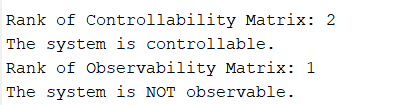 Rank of Controllability Matrix: 2
The system is controllable.
Rank of Observability Matrix: 1
The system is NOT observable.